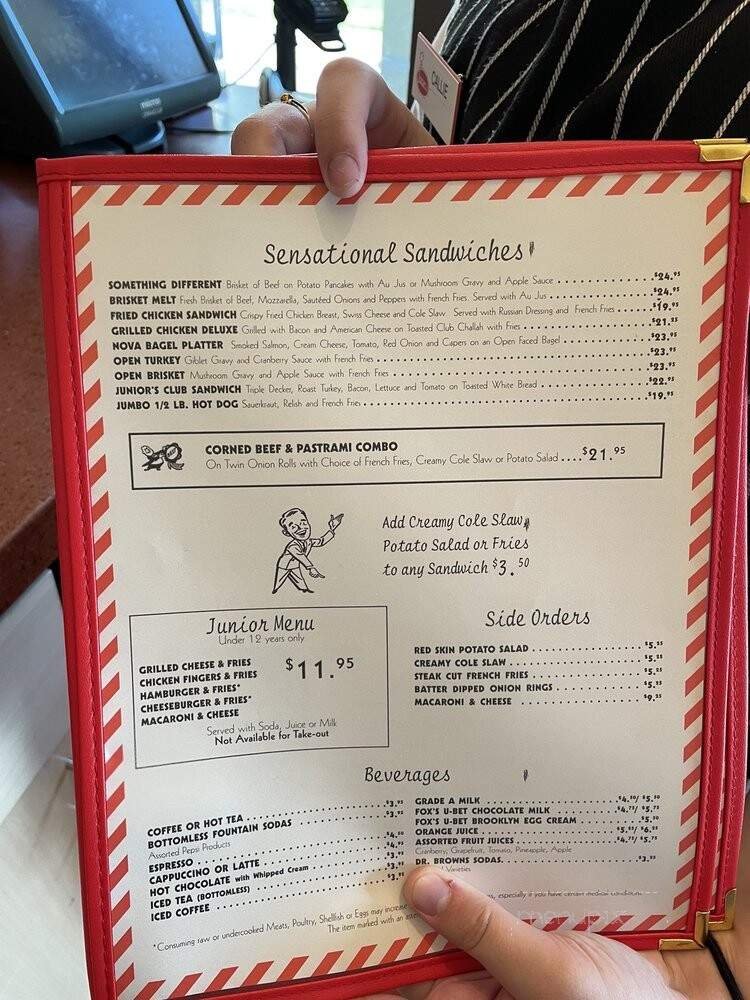 CALLIE
Sensational Sandwiches
SOMETHING DIFFERENT Brisket of Beef on Potato Pancakes with Au Jus or Mushroom Gravy and Apple Sauce $24.95
BRISKET MELT Fresh Brisket of Beef, Mozzarella, Sautéed Onions and Peppers with French Fries. Served with Au Jus $24.95
FRIED CHICKEN SANDWICH Crispy Fried Chicken Breast, Swiss Cheese and Cole Slaw. Served with Russian Dressing and French Fries $19.95
GRILLED CHICKEN DELUXE Grilled with Bacon and American Cheese on Toasted Club Challah with Fries $21.95
NOVA BAGEL PLATTER Smoked Salmon, Cream Cheese, Tomato, Red Onion and Capers on an Open Faced Bagel $23.95
OPEN TURKEY Giblet Gravy and Cranberry Sauce with French Fries $23.95
OPEN BRISKET Mushroom Gravy and Apple Sauce with French Fries $23.95
JUNIOR'S CLUB SANDWICH Triple Decker, Roast Turkey, Bacon, Lettuce and Tomato on Toasted White Bread $22.95
JUMBO 1/2 LB. HOT DOG Sauerkraut, Relish and French Fries $19.95
CORNED BEEF & PASTRAMI COMBO
On Twin Onion Rolls with Choice of French Fries, Creamy Cole Slaw or Potato Salad ....$21.95
Add Creamy Cole Slaw,
Potato Salad or Fries
to any Sandwich $3.50
Junior Menu
Under 12 years only
GRILLED CHEESE & FRIES
CHICKEN FINGERS & FRIES
HAMBURGER & FRIES*
CHEESEBURGER & FRIES*
MACARONI & CHEESE
$11.95
Served with Soda, Juice or Milk
Not Available for Take-out
Side Orders
RED SKIN POTATO SALAD
CREAMY COLE SLAW
STEAK CUT FRENCH FRIES
BATTER DIPPED ONION RINGS
MACARONI & CHEESE
Beverages
COFFEE OR HOT TEA
BOTTOMLESS FOUNTAIN SODAS
Assorted Pepsi Products
ESPRESSO
CAPPUCCINO OR LATTE
HOT CHOCOLATE with Whipped Cream
ICED TEA (BOTTOMLESS)
ICED COFFEE
GRADE A MILK
FOX'S U-BET CHOCOLATE MILK
FOX'S U-BET BROOKLYN EGG CREAM
ORANGE JUICE
ASSORTED FRUIT JUICES
Cranberry, Grapefruit, Tomato, Pineapple, Apple
DR. BROWNS SODAS
Varieties
*Consuming raw or undercooked Meats, Poultry, Shellfish or Eggs may increase especially if you have certain medical conditions.
The item marked with an